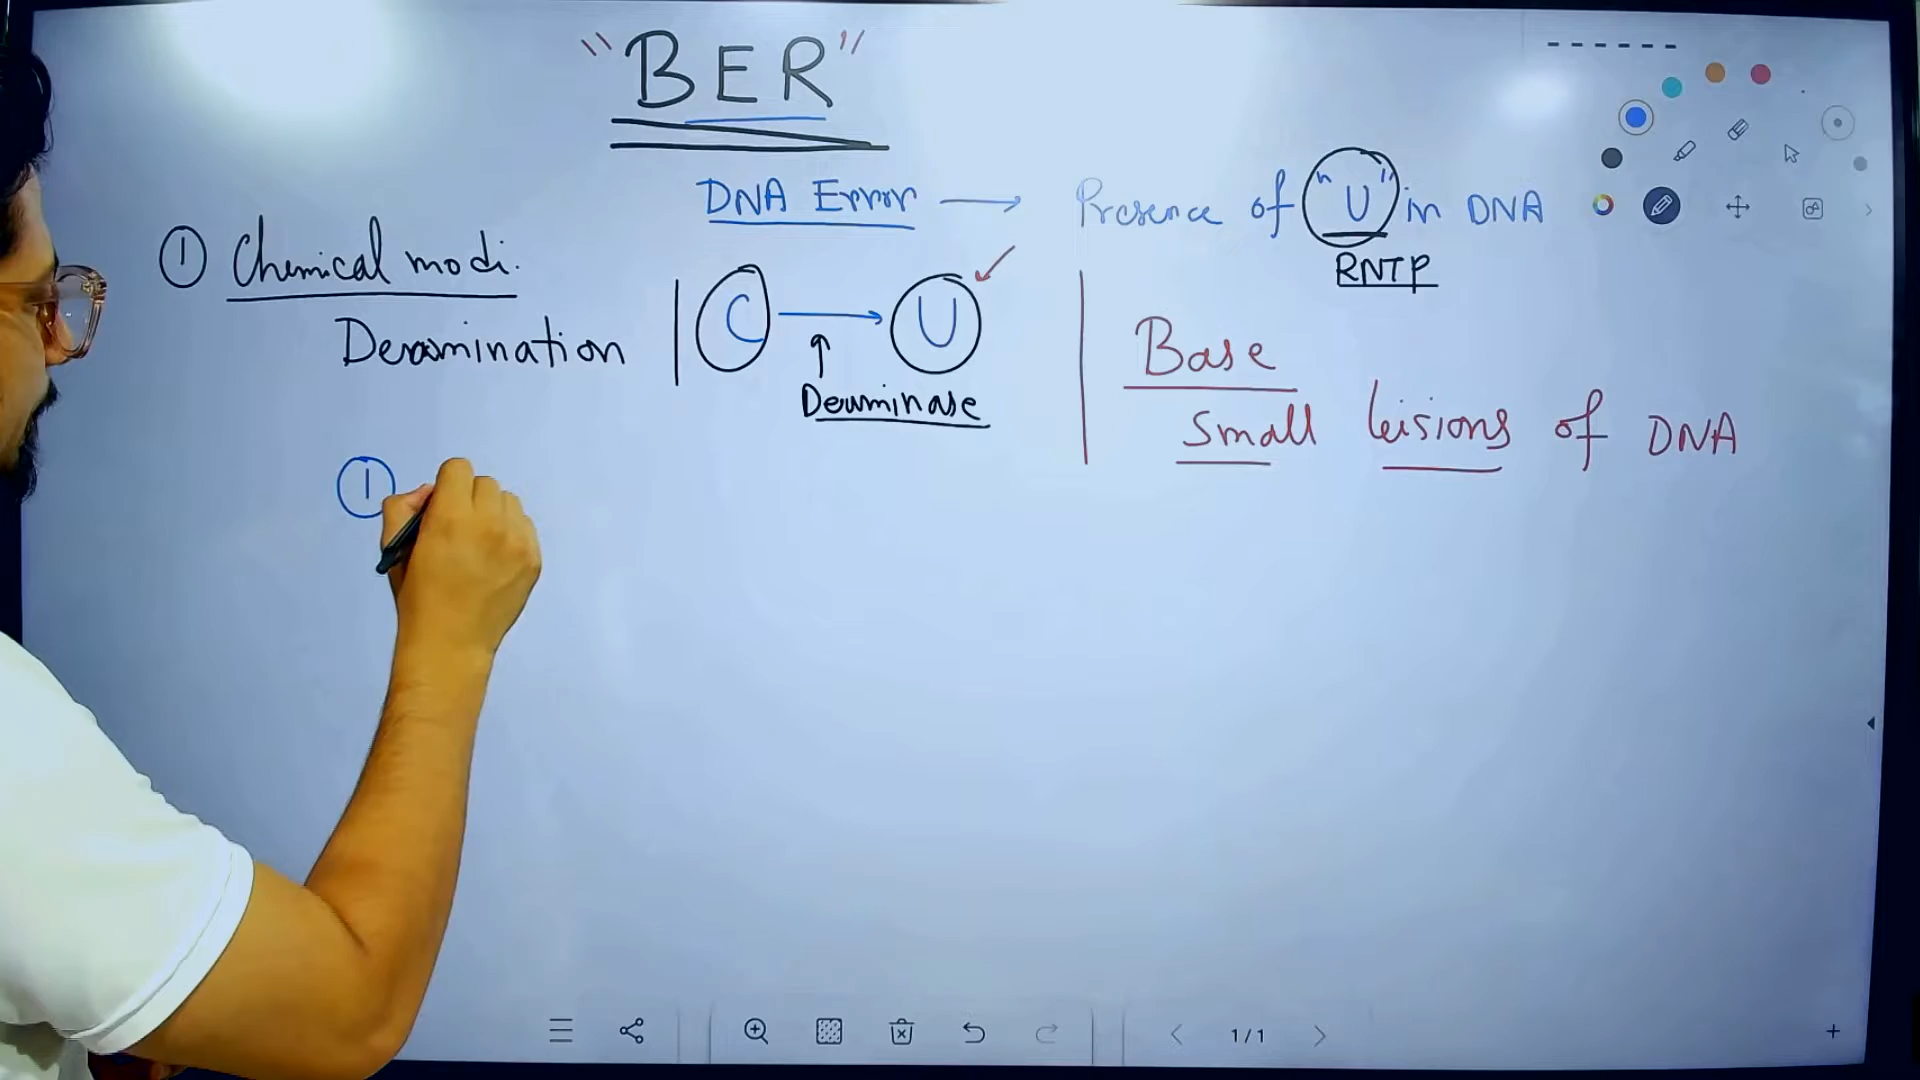 "BER"
DNA Error → Presence of "U" in DNA
RNTP
① Chemical modi.
Deamination | C → U
Deaminase
Base
Small leisions of DNA
①
1/1